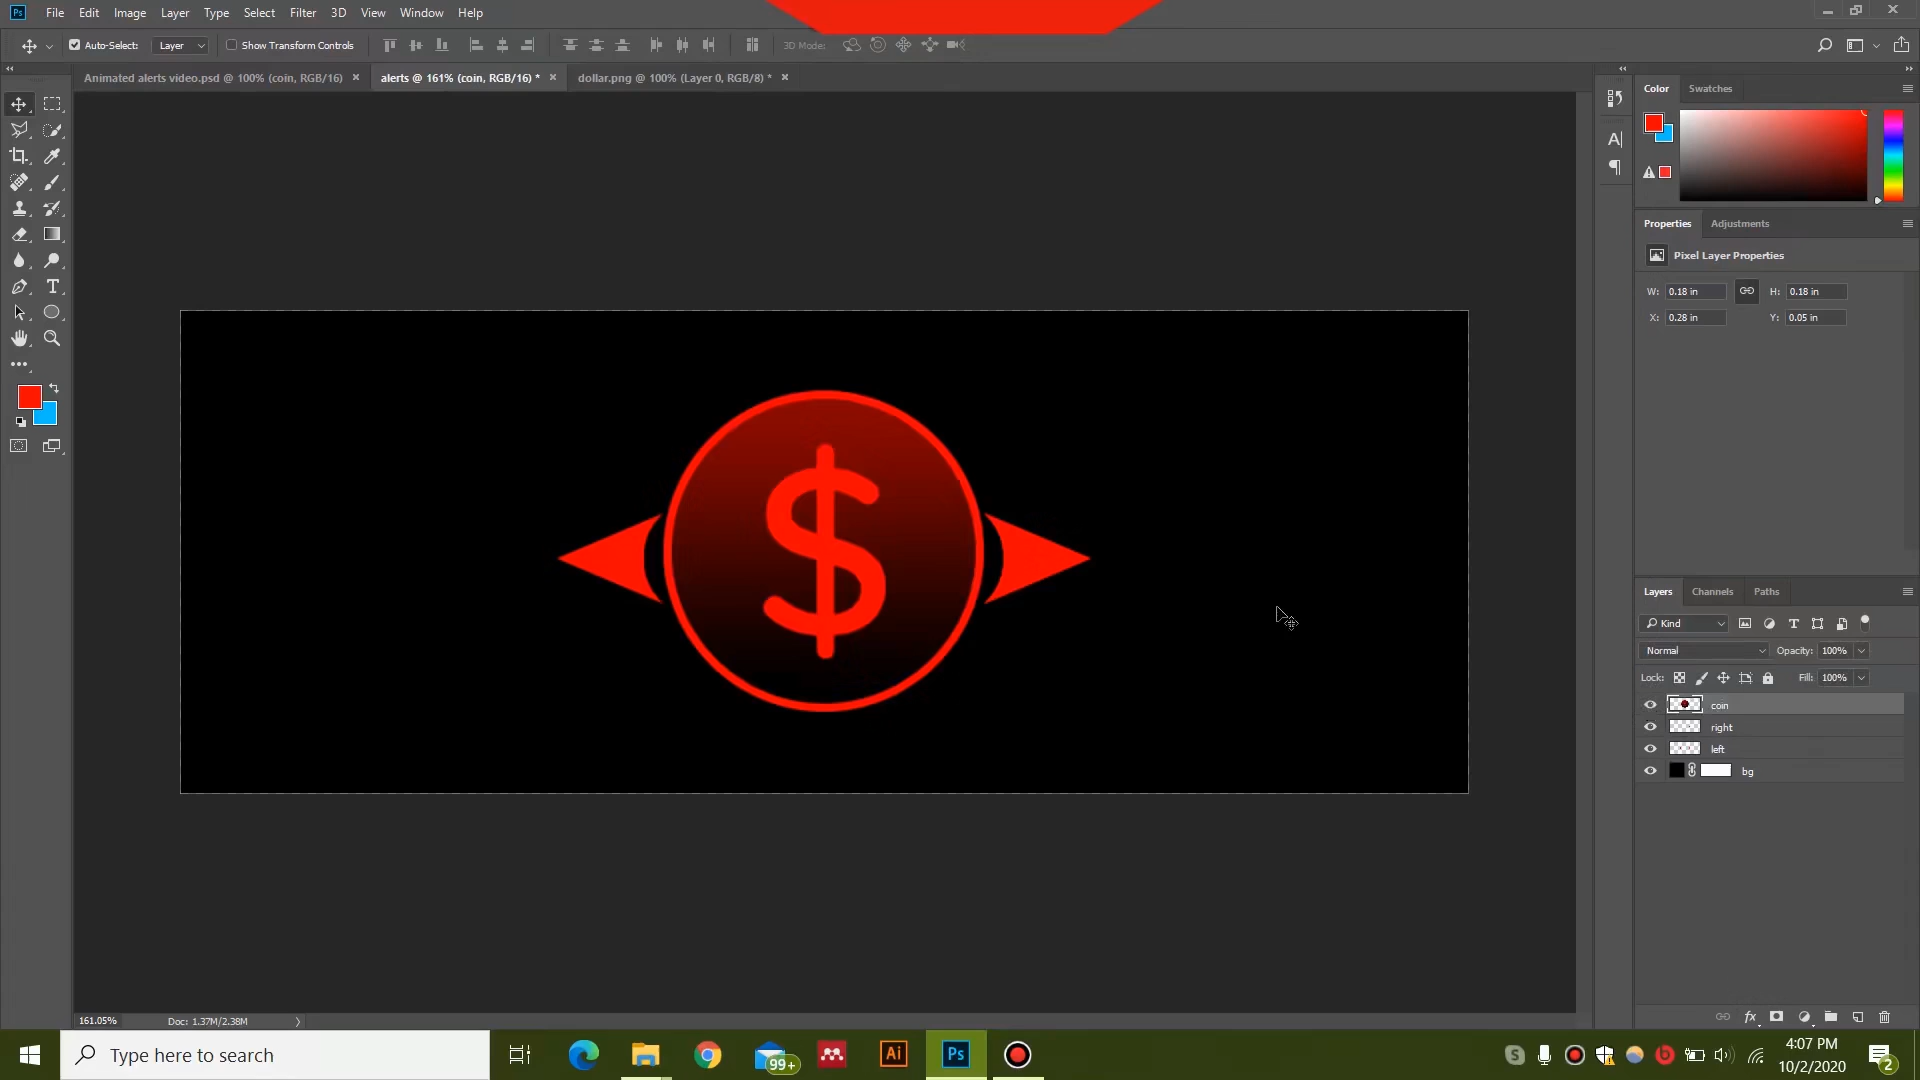 Ps File Edit Image Layer Type Select Filter 3D View Window Help
Auto-Select: Layer Show Transform Controls 3D Mode:
Animated alerts video.psd @ 100% (coin, RGB/16) × alerts @ 161% (coin, RGB/16) * × dollar.png @ 100% (Layer 0, RGB/8) * ×
Color Swatches
Properties Adjustments
Pixel Layer Properties
W: 0.18 in H: 0.18 in
X: 0.28 in Y: 0.05 in
$
Layers Channels Paths
Kind
Normal Opacity: 100%
Lock: Fill: 100%
coin
right
left
bg
161.05% Doc: 1.37M/2.38M
Type here to search
99+
Ai
Ps
4:07 PM
10/2/2020
2